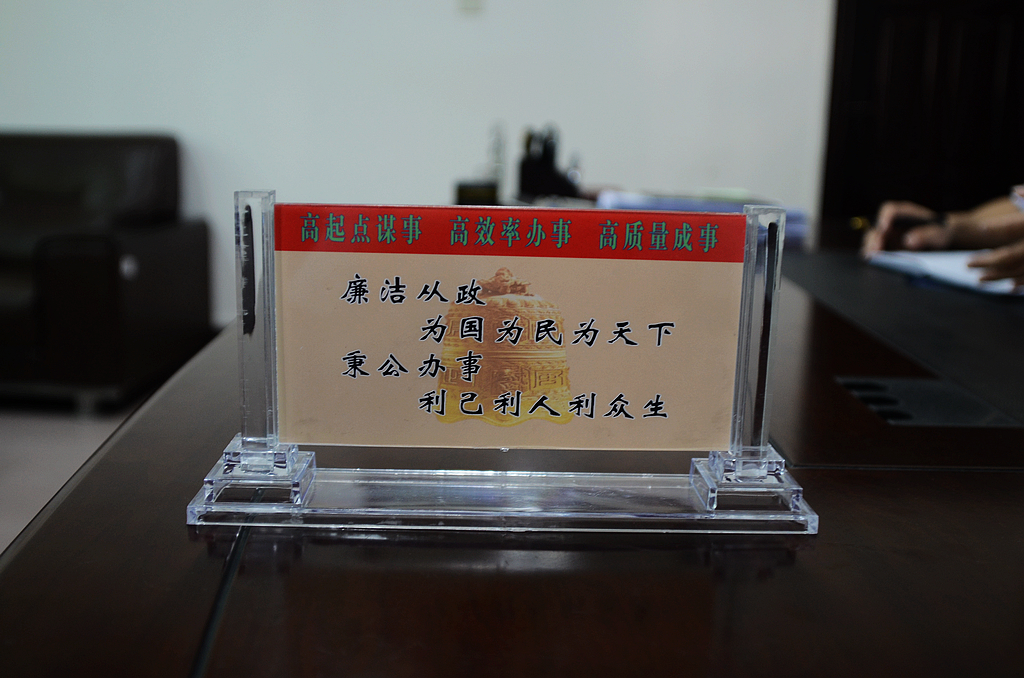 高起点谋事 高效率办事 高质量成事
廉洁从政
为国为民为天下
秉公办事
利己利人利众生